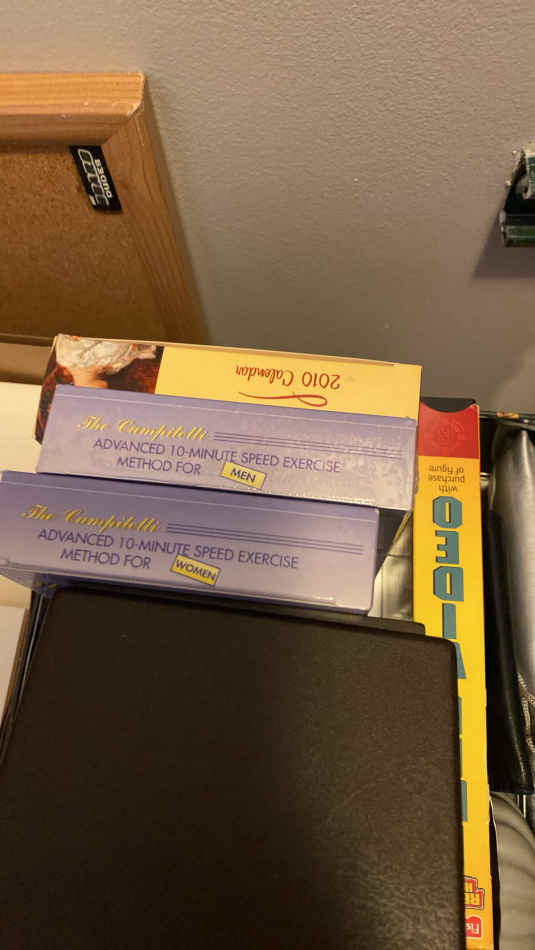 2010 Calendar
The Campitelli
ADVANCED 10-MINUTE SPEED EXERCISE
METHOD FOR MEN
The Campitelli
ADVANCED 10-MINUTE SPEED EXERCISE
METHOD FOR WOMEN
with
purchase
of figure